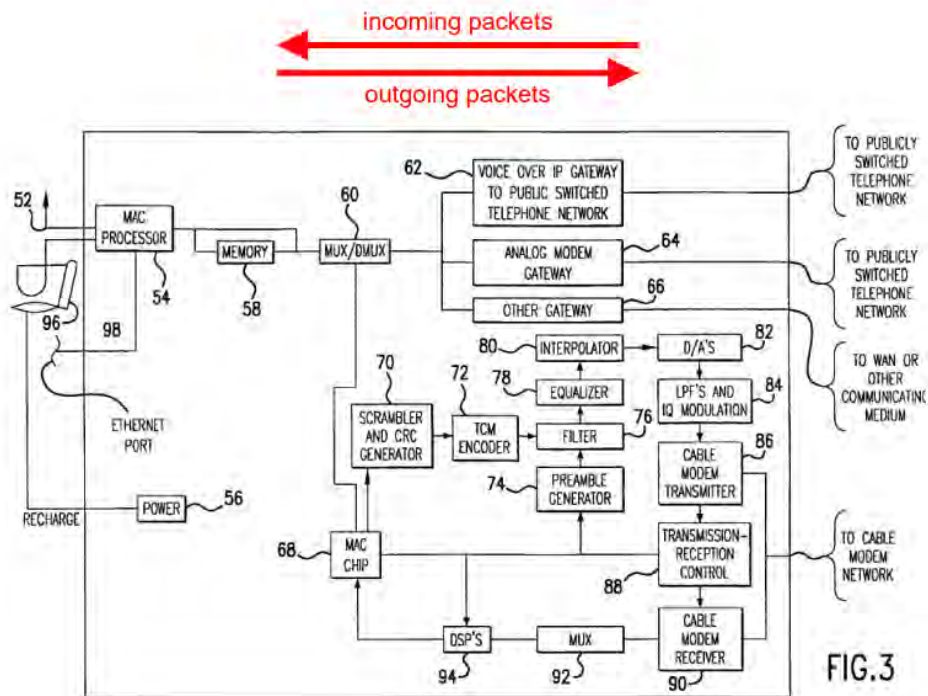 incoming packets
outgoing packets
62
VOICE OVER IP GATEWAY
TO PUBLIC SWITCHED
TELEPHONE NETWORK
TO PUBLICLY
SWITCHED
TELEPHONE
NETWORK
52
MAC
PROCESSOR
54
MEMORY
58
60
MUX/DMUX
ANALOG MODEM
GATEWAY
64
TO PUBLICLY
SWITCHED
TELEPHONE
NETWORK
OTHER GATEWAY
66
96
98
ETHERNET
PORT
80
INTERPOLATOR
D/A'S
82
TO WAN OR
OTHER
COMMUNICATING
MEDIUM
70
SCRAMBLER
AND CRC
GENERATOR
72
TCM
ENCODER
78
EQUALIZER
LPF'S AND
IQ MODULATION
84
FILTER
76
86
CABLE
MODEM
TRANSMITTER
74
PREAMBLE
GENERATOR
RECHARGE
POWER
56
68
MAC
CHIP
TRANSMISSION-
RECEPTION
CONTROL
88
TO CABLE
MODEM
NETWORK
DSP'S
94
MUX
92
CABLE
MODEM
RECEIVER
90
FIG.3